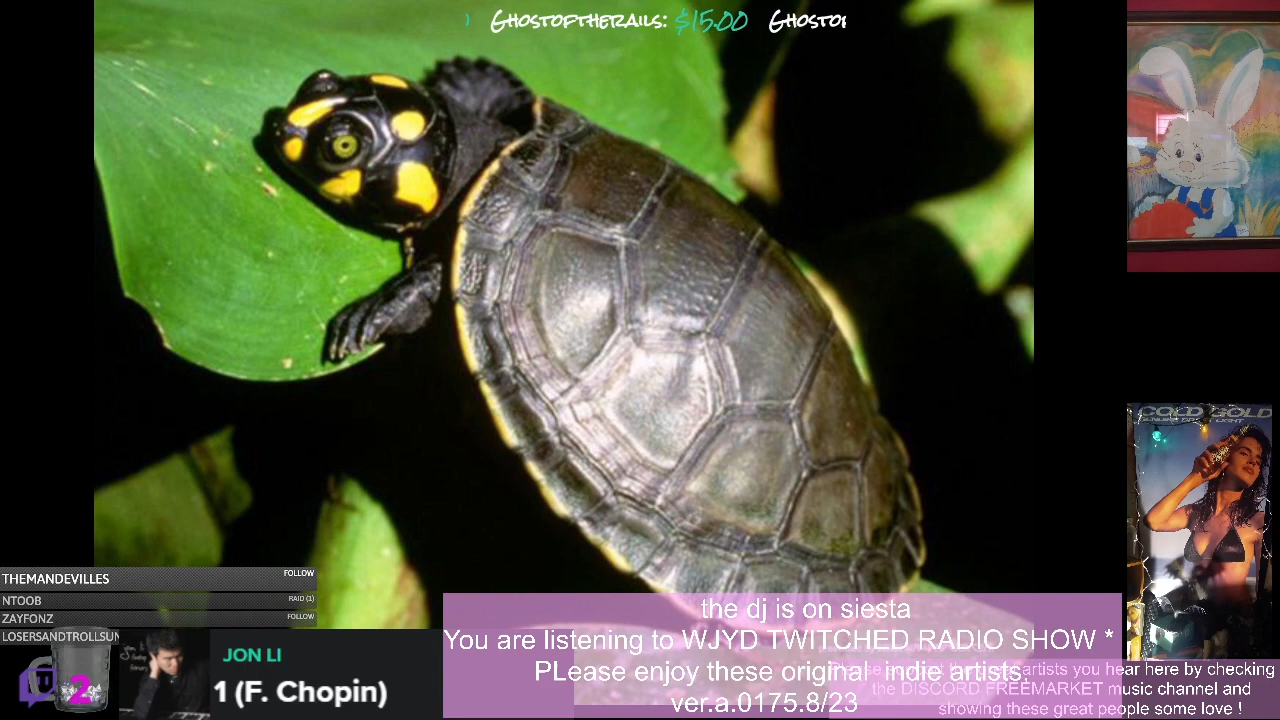 ) GHOSTOFTHERAILS: $15.00 GHOSTOF
COLD GOLD
THEMANDEVILLES FOLLOW
NTOOB RAID (1)
ZAYFONZ FOLLOW
LOSERSANDTROLLSUN
2
JON LI
1 (F. Chopin)
the dj is on siesta
You are listening to WJYD TWITCHED RADIO SHOW *
PLease enjoy these original indie artists.
ver.a.0175.8/23
artists you hear here by checking
the DISCORD FREEMARKET music channel and
showing these great people some love !